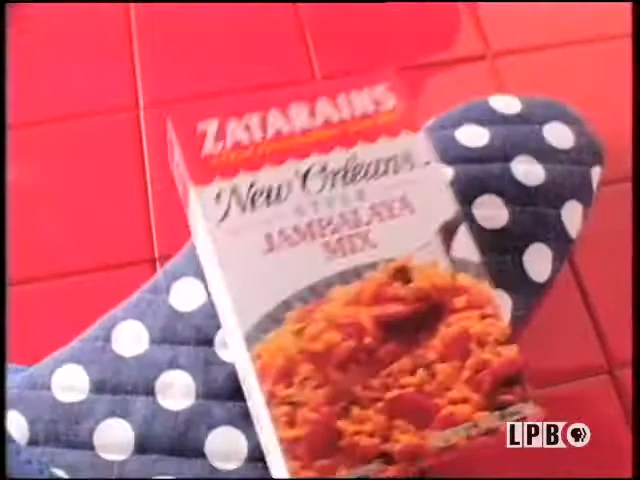 ZATARAINS
New Orleans
STYLE
JAMBALAYA
MIX
LPB